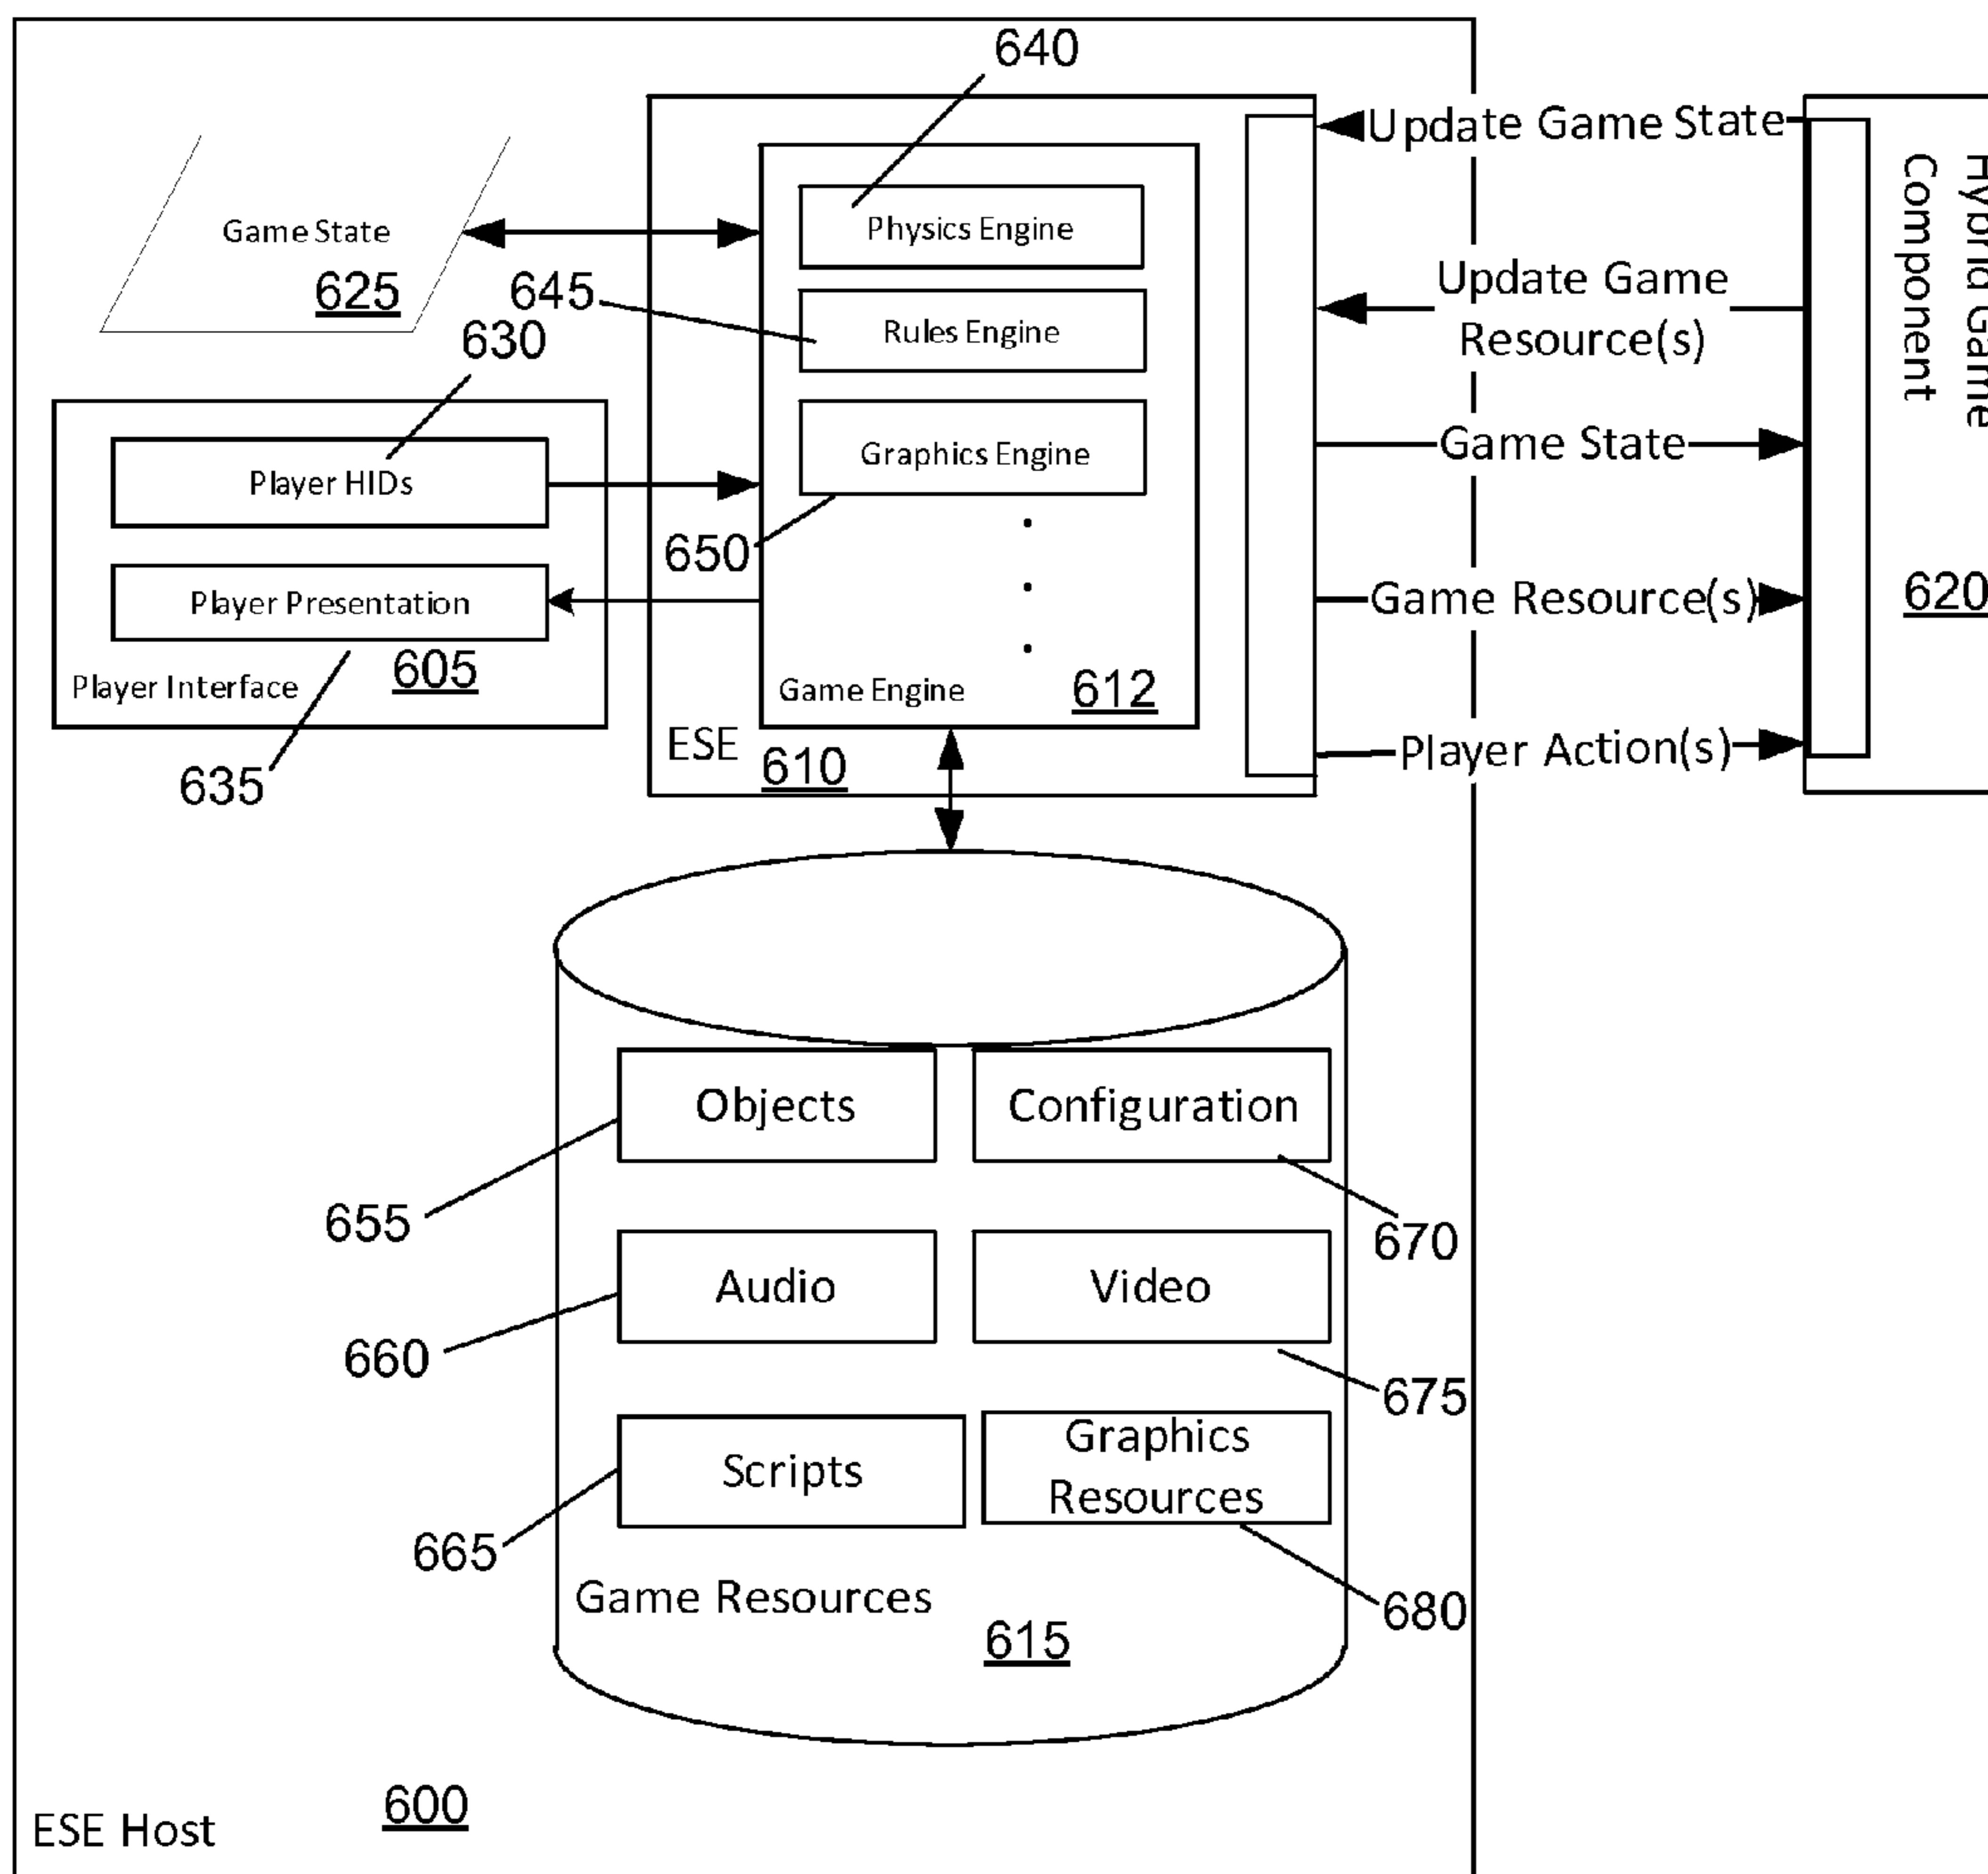 640
Update Game State
Hybrid Game
Component
Physics Engine
Game State
625
645
Update Game
Resource(s)
Rules Engine
630
Game State
Graphics Engine
Player HIDs
650
Game Resource(s)
620
Player Presentation
605
Player Interface
Game Engine
612
ESE
610
Player Action(s)
635
Objects
Configuration
655
670
Audio
Video
660
675
Graphics
Resources
Scripts
665
Game Resources
680
615
600
ESE Host